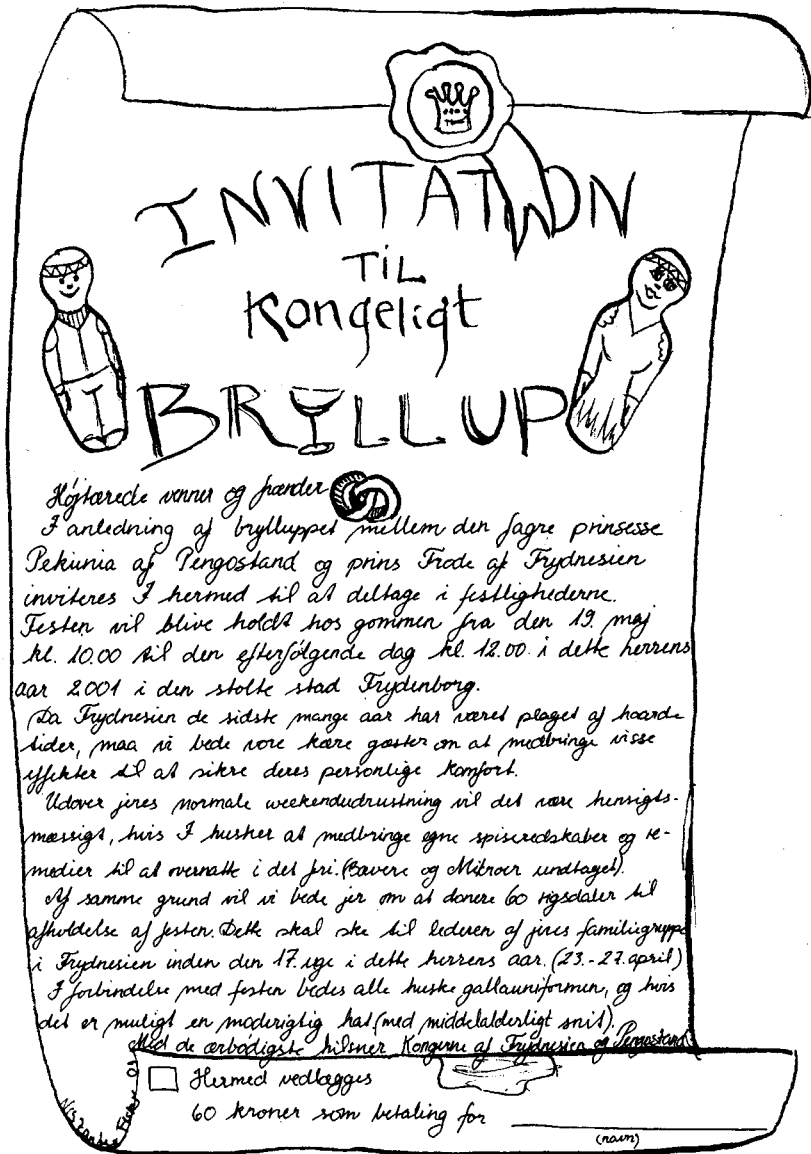 INVITATION
TiL
Kongeligt
BRYLLUP
Højtærede venner og frænder
I anledning af brylluppet mellem den fagre prinsesse
Pekunia af Pengostand og prins Frode af Frydnesien
inviteres I hermed til at deltage i festlighederne.
Festen vil blive holdt hos gommen fra den 19. maj
kl. 10.00 til den efterfølgende dag kl. 12.00 i dette herrens
aar 2001 i den stolte stad Frydenborg.
Da Frydnesien de sidste mange aar har været plaget af haarde
tider, maa vi bede vore kære gæster om at medbringe visse
effekter til at sikre deres personlige komfort.
Udover jeres normale weekendudrustning vil det være hensigts-
mæssigt, hvis I husker at medbringe egne spiseredskaber og re-
medier til at overnatte i det fri. (Bævere og Mikroer undtaget).
Af samme grund vil vi bede jer om at donere 60 rigsdaler til
afholdelse af festen. Dette skal ske til lederen af jeres familiegruppe
i Frydnesien inden den 17. uge i dette herrens aar. (23.-27. april)
I forbindelse med festen bedes alle huske gallauniformen, og hvis
det er muligt en moderigtig hat (med middelalderligt snit).
Med de ærbødigste hilsner Kongerne af Frydnesien og Pengostand.
Hermed vedlægges
60 kroner som betaling for
(navn)
01